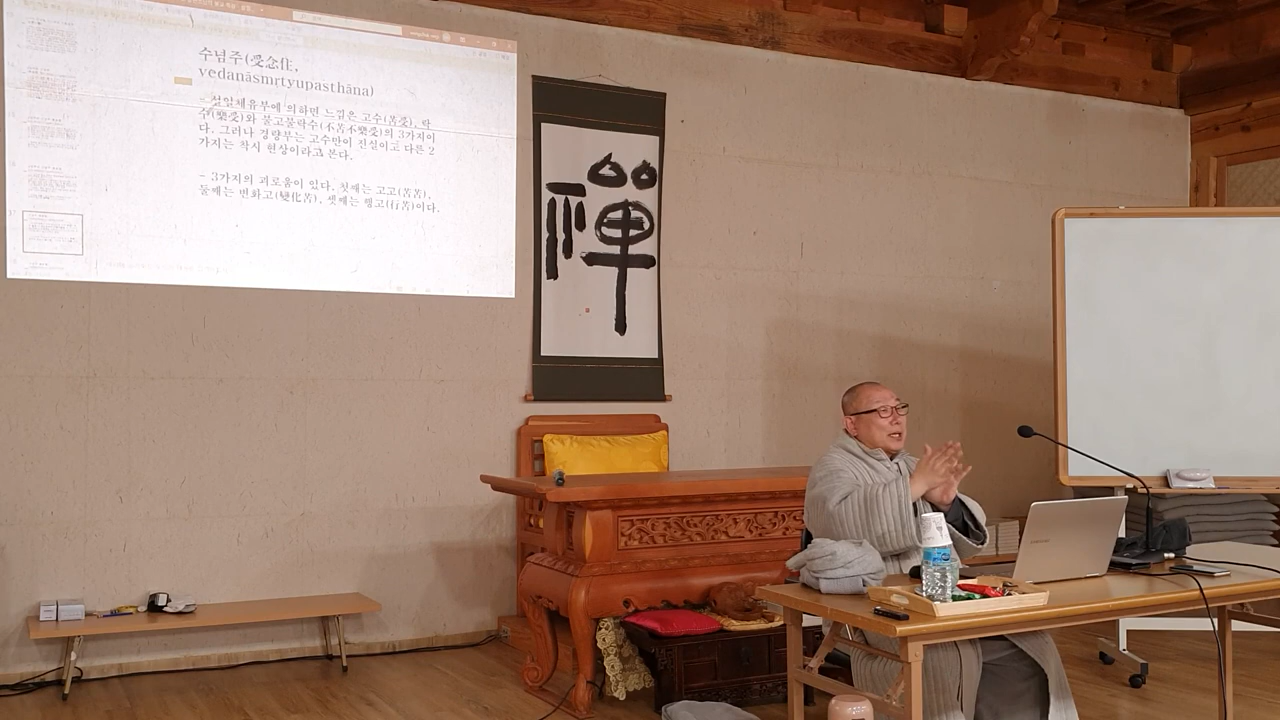 수념주(受念住,
vedanāsmṛtyupasthāna)
- 설일체유부에 의하면 느낌은 고수(苦受), 락
수(樂受)와 불고불락수(不苦不樂受)의 3가지이
다. 그러나 경량부는 고수만이 진실이고 다른 2
가지는 착시 현상이라고 본다.
- 3가지의 괴로움이 있다. 첫째는 고고(苦苦),
둘째는 변화고(變化苦), 셋째는 행고(行苦)이다.
禪
SAMSUNG